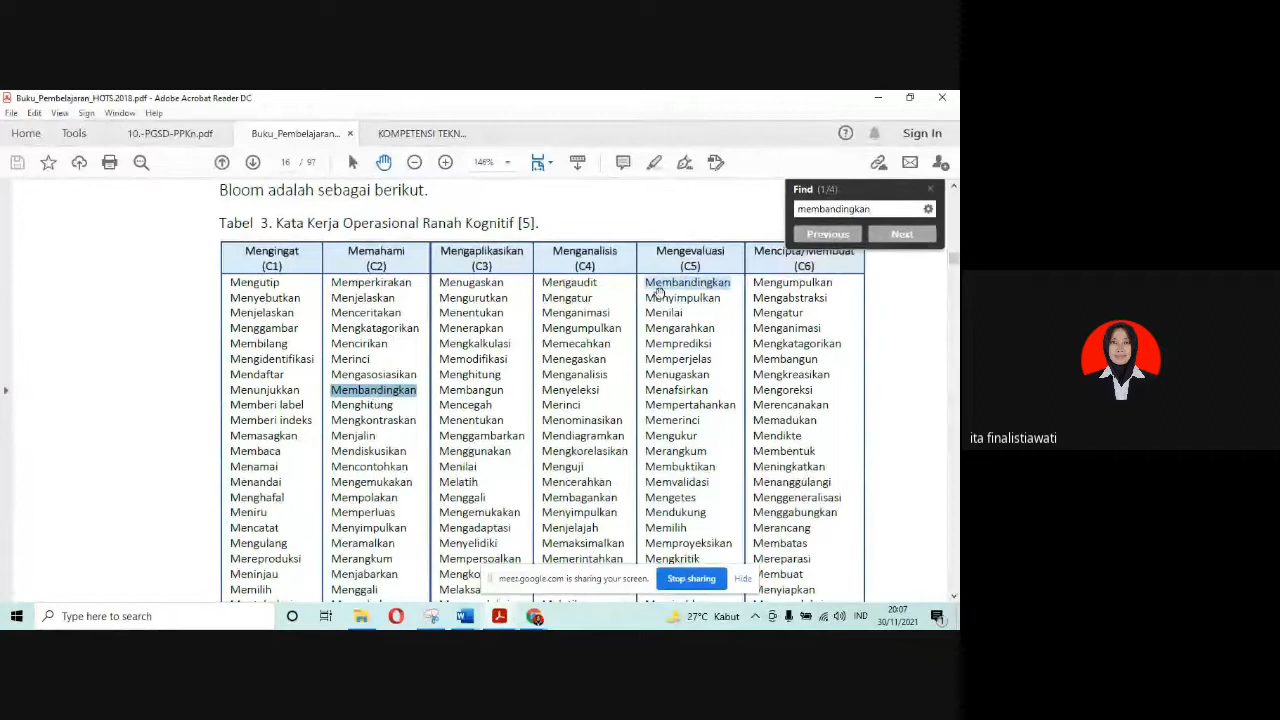 Buku_Pembelajaran_HOTS.2018.pdf - Adobe Acrobat Reader DC
File Edit View Sign Window Help
Home Tools 10.-PGSD-PPKn.pdf Buku_Pembelajaran... KOMPETENSI TEKN... Sign In
16 / 97 146%
Bloom adalah sebagai berikut.
Find (1/4)
membandingkan
Previous Next
Tabel 3. Kata Kerja Operasional Ranah Kognitif [5].
Mengingat (C1) Memahami (C2) Mengaplikasikan (C3) Menganalisis (C4) Mengevaluasi (C5) Mencipta/Membuat (C6)
Mengutip Memperkirakan Menugaskan Mengaudit Membandingkan Mengumpulkan
Menyebutkan Menjelaskan Mengurutkan Mengatur Menyimpulkan Mengabstraksi
Menjelaskan Menceritakan Menentukan Menganimasi Menilai Mengatur
Menggambar Mengkatagorikan Menerapkan Mengumpulkan Mengarahkan Menganimasi
Membilang Mencirikan Mengkalkulasi Memecahkan Memprediksi Mengkatagorikan
Mengidentifikasi Merinci Memodifikasi Menegaskan Memperjelas Membangun
Mendaftar Mengasosiasikan Menghitung Menganalisis Menugaskan Mengkreasikan
Menunjukkan Membandingkan Membangun Menyeleksi Menafsirkan Mengoreksi
Memberi label Menghitung Mencegah Merinci Mempertahankan Merencanakan
Memberi indeks Mengkontraskan Menentukan Menominasikan Memerinci Memadukan
Memasagkan Menjalin Menggambarkan Mendiagramkan Mengukur Mendikte
Membaca Mendiskusikan Menggunakan Mengkorelasikan Merangkum Membentuk
Menamai Mencontohkan Menilai Menguji Membuktikan Meningkatkan
Menandai Mengemukakan Melatih Mencerahkan Memvalidasi Menanggulangi
Menghafal Mempolakan Menggali Membagankan Mengetes Menggeneralisasi
Meniru Memperluas Mengemukakan Menyimpulkan Mendukung Menggabungkan
Mencatat Menyimpulkan Mengadaptasi Menjelajah Memilih Merancang
Mengulang Meramalkan Menyelidiki Memaksimalkan Memproyeksikan Membatas
Mereproduksi Merangkum Mempersoalkan Memerintahkan Mengkritik Mereparasi
Meninjau Menjabarkan Membuat
Memilih Menggali Menyiapkan
meet.google.com is sharing your screen. Stop sharing Hide
Type here to search 27°C Kabut IND 20:07
30/11/2021
ita finalistiawati